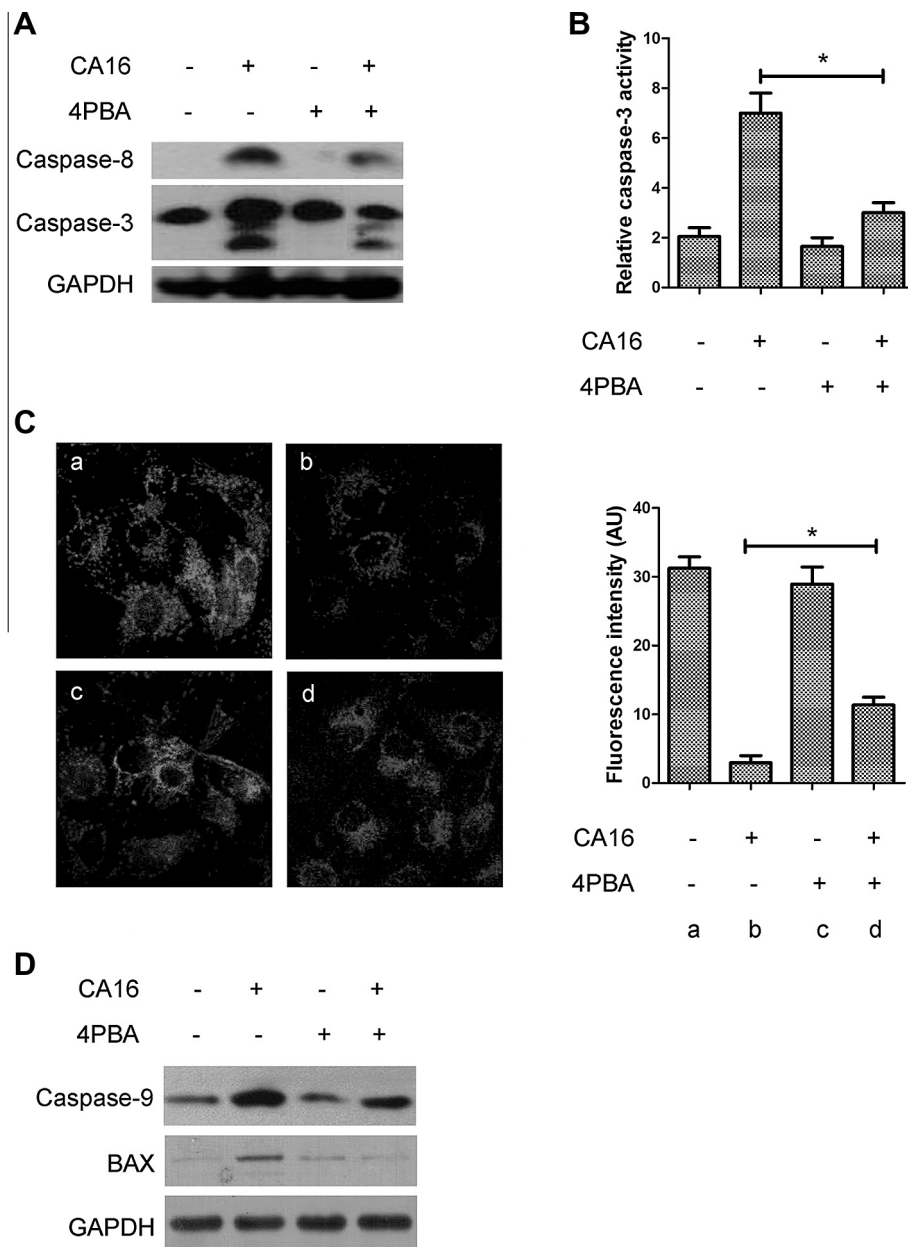 A
CA16 - + - +
4PBA - - + +
Caspase-8
Caspase-3
GAPDH
B
Relative caspase-3 activity
10
8
6
4
2
0
*
CA16 - + - +
4PBA - - + +
C
a
b
c
d
Fluorescence intensity (AU)
40
30
20
10
0
*
CA16 - + - +
4PBA - - + +
a b c d
D
CA16 - + - +
4PBA - - + +
Caspase-9
BAX
GAPDH